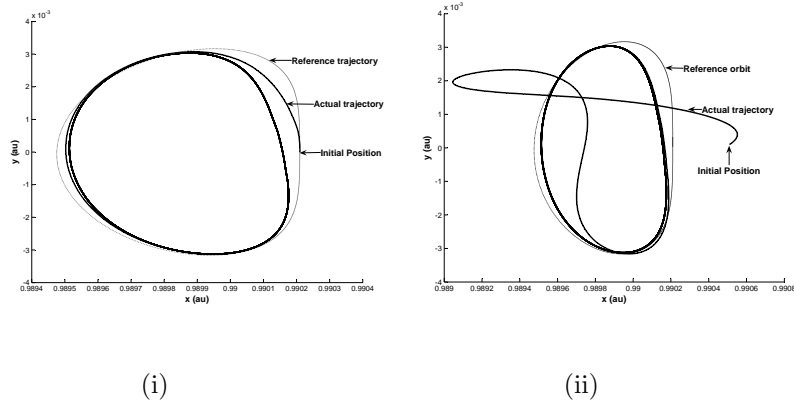 x 10⁻³
4
3
2
1
0
-1
-2
-3
-4
y (au)
0.9894 0.9895 0.9896 0.9897 0.9898 0.9899 0.99 0.9901 0.9902 0.9903 0.9904
x (au)
Reference trajectory
Actual trajectory
Initial Position
(i)
x 10⁻³
4
3
2
1
0
-1
-2
-3
-4
y (au)
0.989 0.9892 0.9894 0.9896 0.9898 0.99 0.9902 0.9904 0.9906 0.9908
x (au)
Reference orbit
Actual trajectory
Initial Position
(ii)